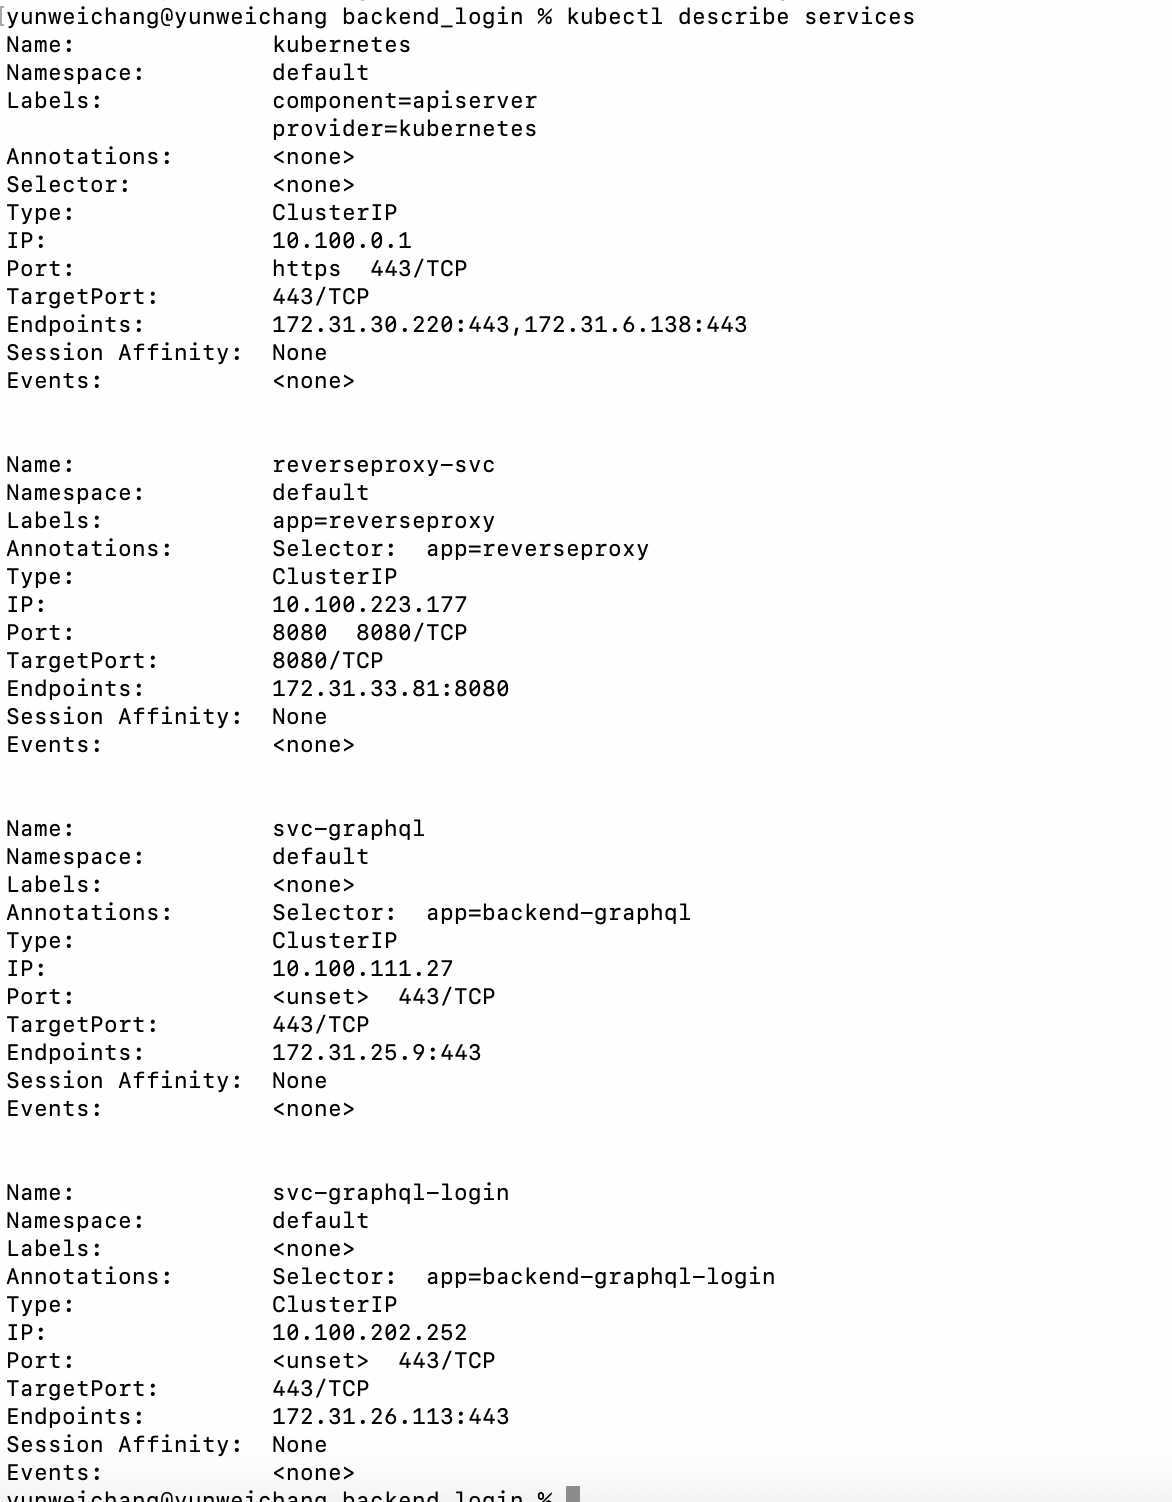 [yunweichang@yunweichang backend_login % kubectl describe services
Name:              kubernetes
Namespace:         default
Labels:            component=apiserver
                   provider=kubernetes
Annotations:       <none>
Selector:          <none>
Type:              ClusterIP
IP:                10.100.0.1
Port:              https  443/TCP
TargetPort:        443/TCP
Endpoints:         172.31.30.220:443,172.31.6.138:443
Session Affinity:  None
Events:            <none>
Name:              reverseproxy-svc
Namespace:         default
Labels:            app=reverseproxy
Annotations:       Selector:  app=reverseproxy
Type:              ClusterIP
IP:                10.100.223.177
Port:              8080  8080/TCP
TargetPort:        8080/TCP
Endpoints:         172.31.33.81:8080
Session Affinity:  None
Events:            <none>
Name:              svc-graphql
Namespace:         default
Labels:            <none>
Annotations:       Selector:  app=backend-graphql
Type:              ClusterIP
IP:                10.100.111.27
Port:              <unset>  443/TCP
TargetPort:        443/TCP
Endpoints:         172.31.25.9:443
Session Affinity:  None
Events:            <none>
Name:              svc-graphql-login
Namespace:         default
Labels:            <none>
Annotations:       Selector:  app=backend-graphql-login
Type:              ClusterIP
IP:                10.100.202.252
Port:              <unset>  443/TCP
TargetPort:        443/TCP
Endpoints:         172.31.26.113:443
Session Affinity:  None
Events:            <none>
yunweichang@yunweichang backend_login %